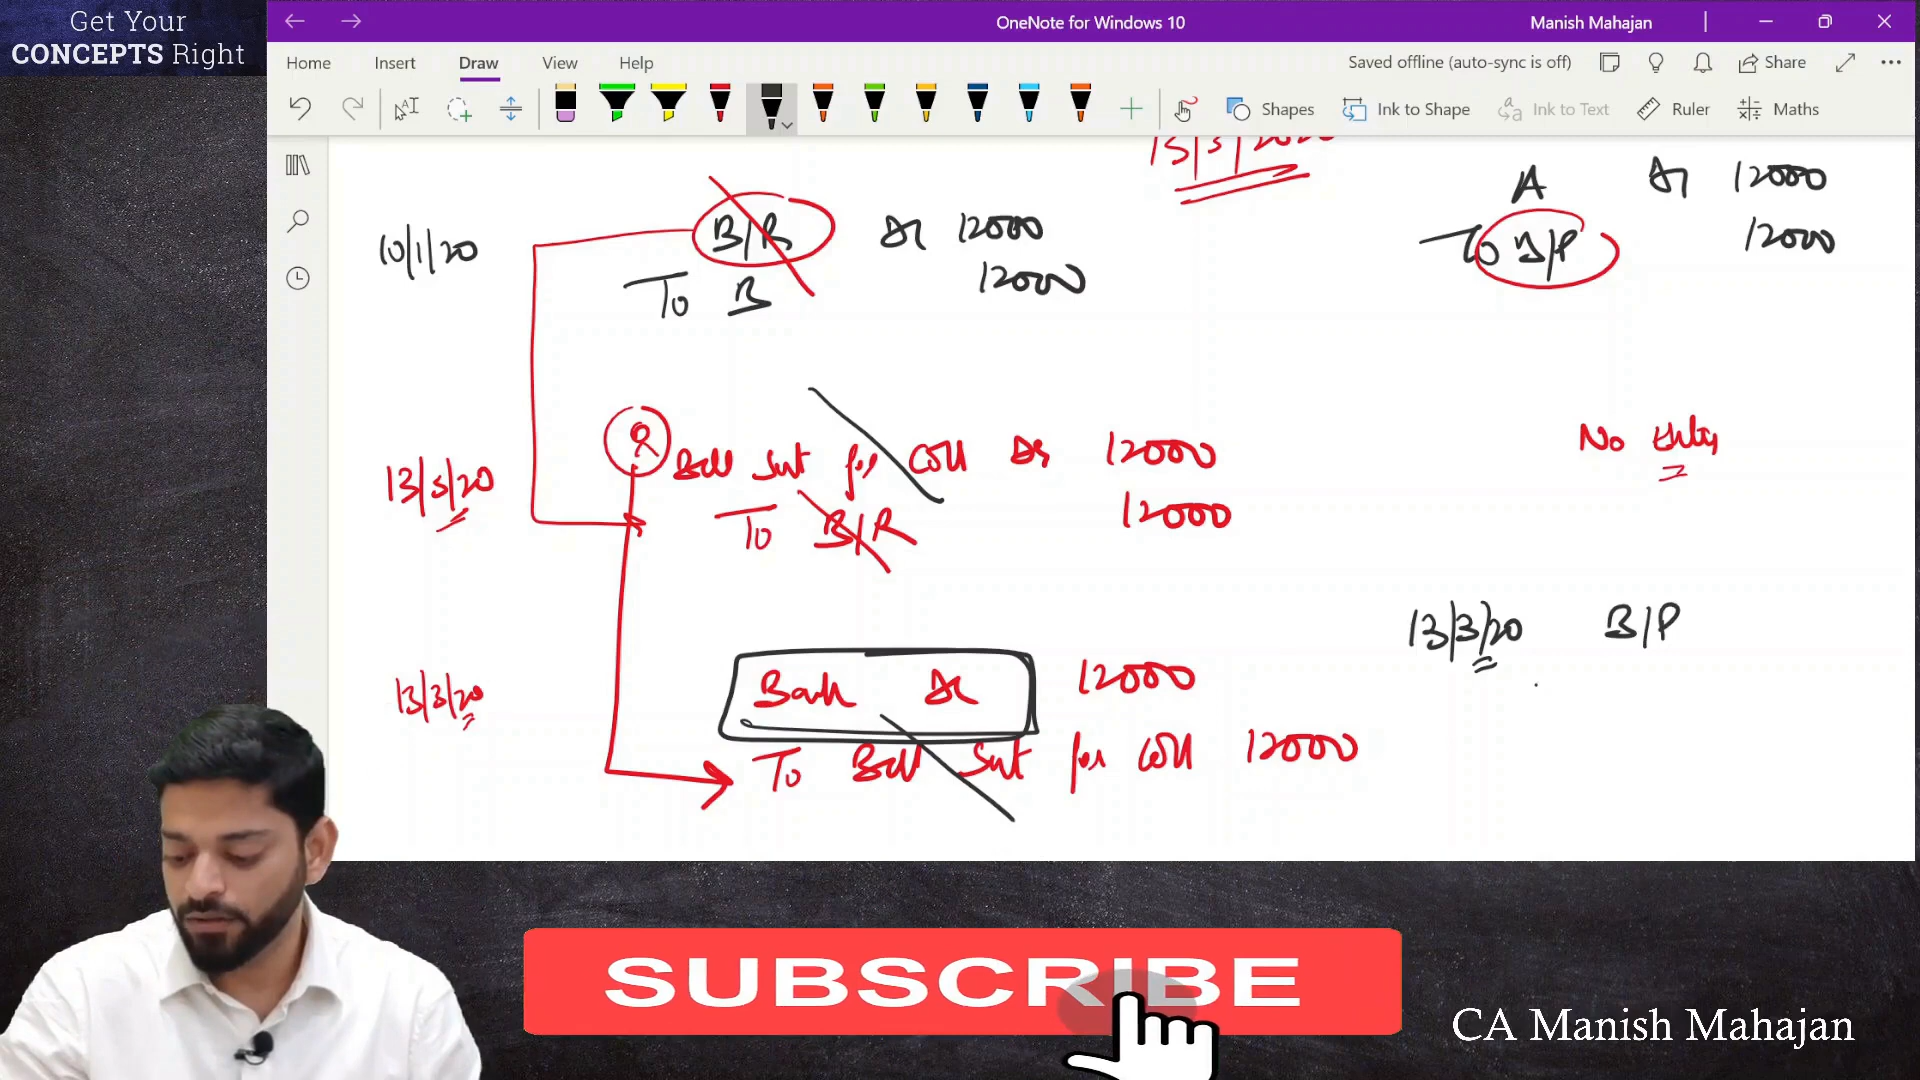 Get Your
CONCEPTS Right
OneNote for Windows 10
Manish Mahajan
Home Insert Draw View Help
Saved offline (auto-sync is off)
Share
Shapes
Ink to Shape
Ink to Text
Ruler
Maths
10/1/20 B/R Dr 12000
To B 12000
A Dr 12000
To B/P 12000
Bill Sent for Coll Dr 12000
To B/R 12000
No Entry
13/3/20 Bank Dr 12000
To Bill Sent for Coll 12000
13/3/20 B/P
SUBSCRIBE
CA Manish Mahajan